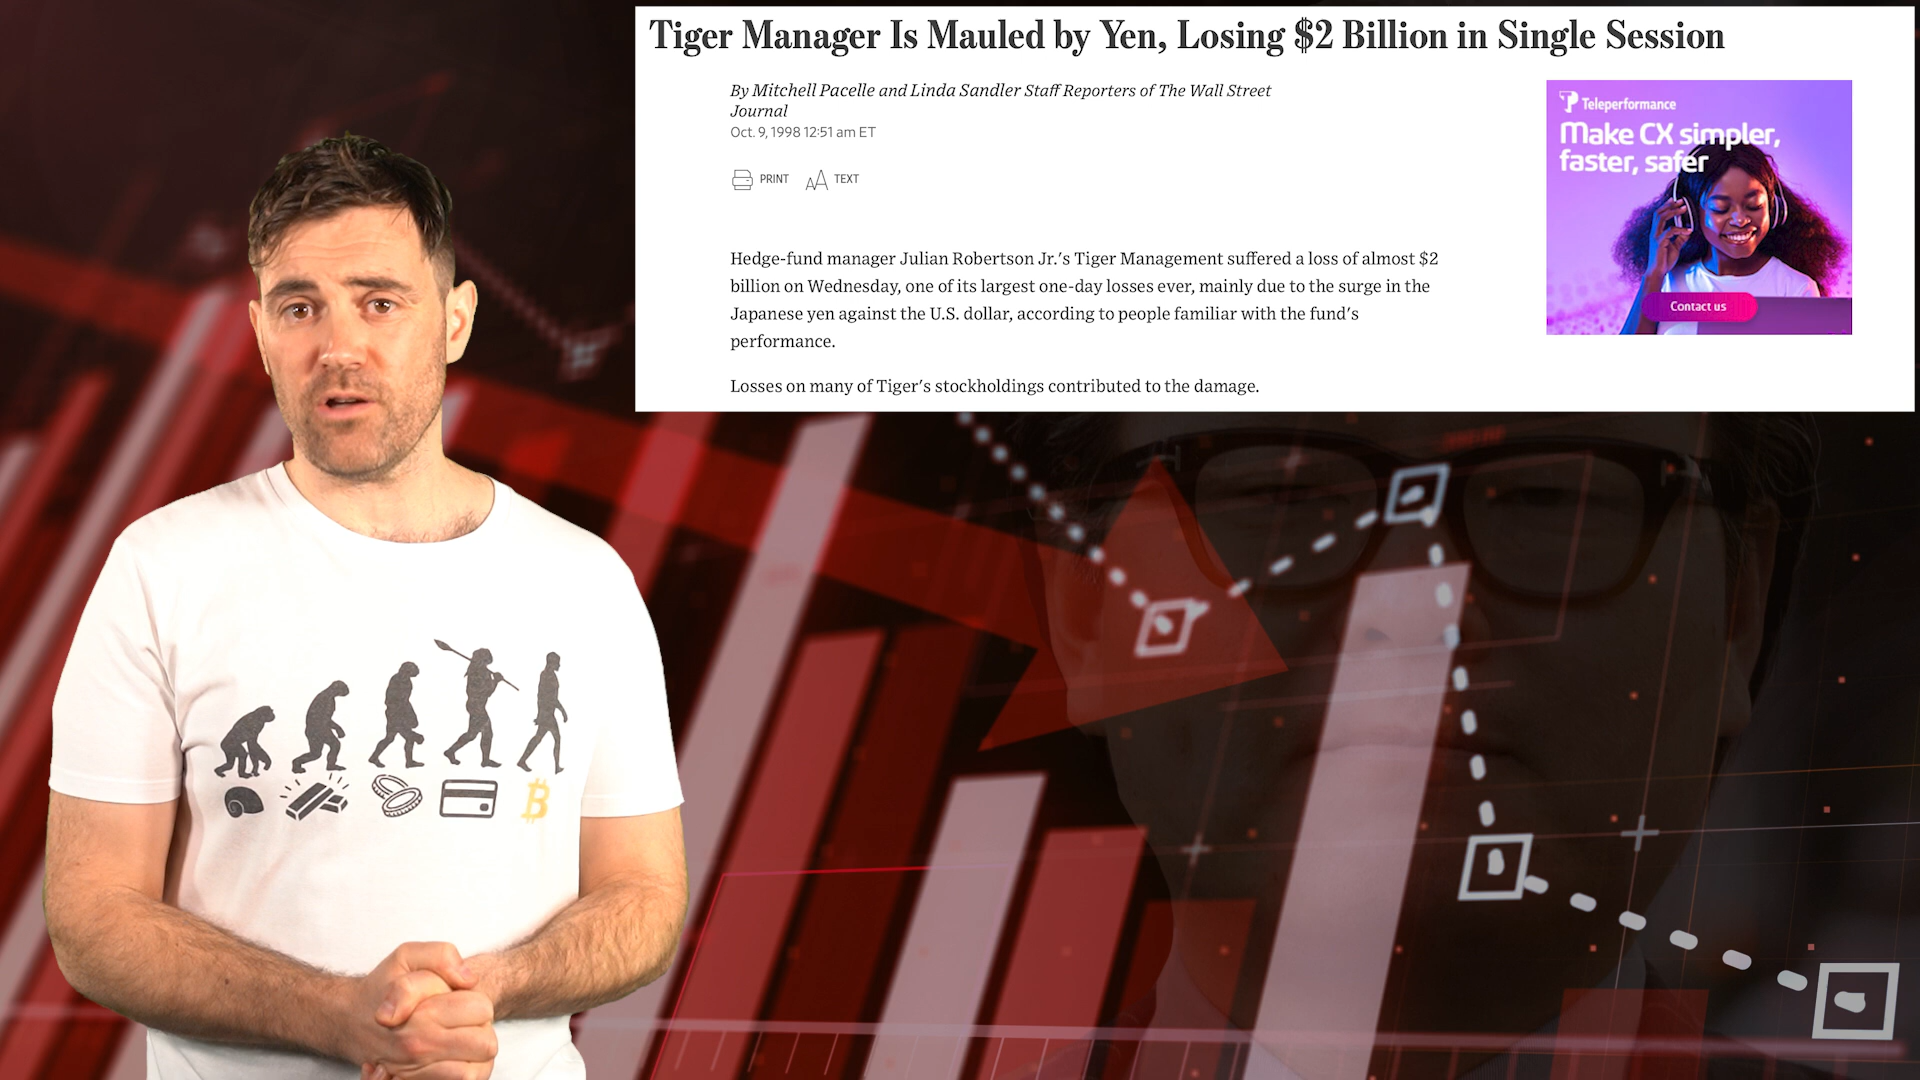 Tiger Manager Is Mauled by Yen, Losing $2 Billion in Single Session
By Mitchell Pacelle and Linda Sandler Staff Reporters of The Wall Street
Journal
Oct. 9, 1998 12:51 am ET
PRINT AA TEXT
Hedge-fund manager Julian Robertson Jr.'s Tiger Management suffered a loss of almost $2
billion on Wednesday, one of its largest one-day losses ever, mainly due to the surge in the
Japanese yen against the U.S. dollar, according to people familiar with the fund's
performance.
Losses on many of Tiger's stockholdings contributed to the damage.
Teleperformance
Make CX simpler,
faster, safer
Contact us